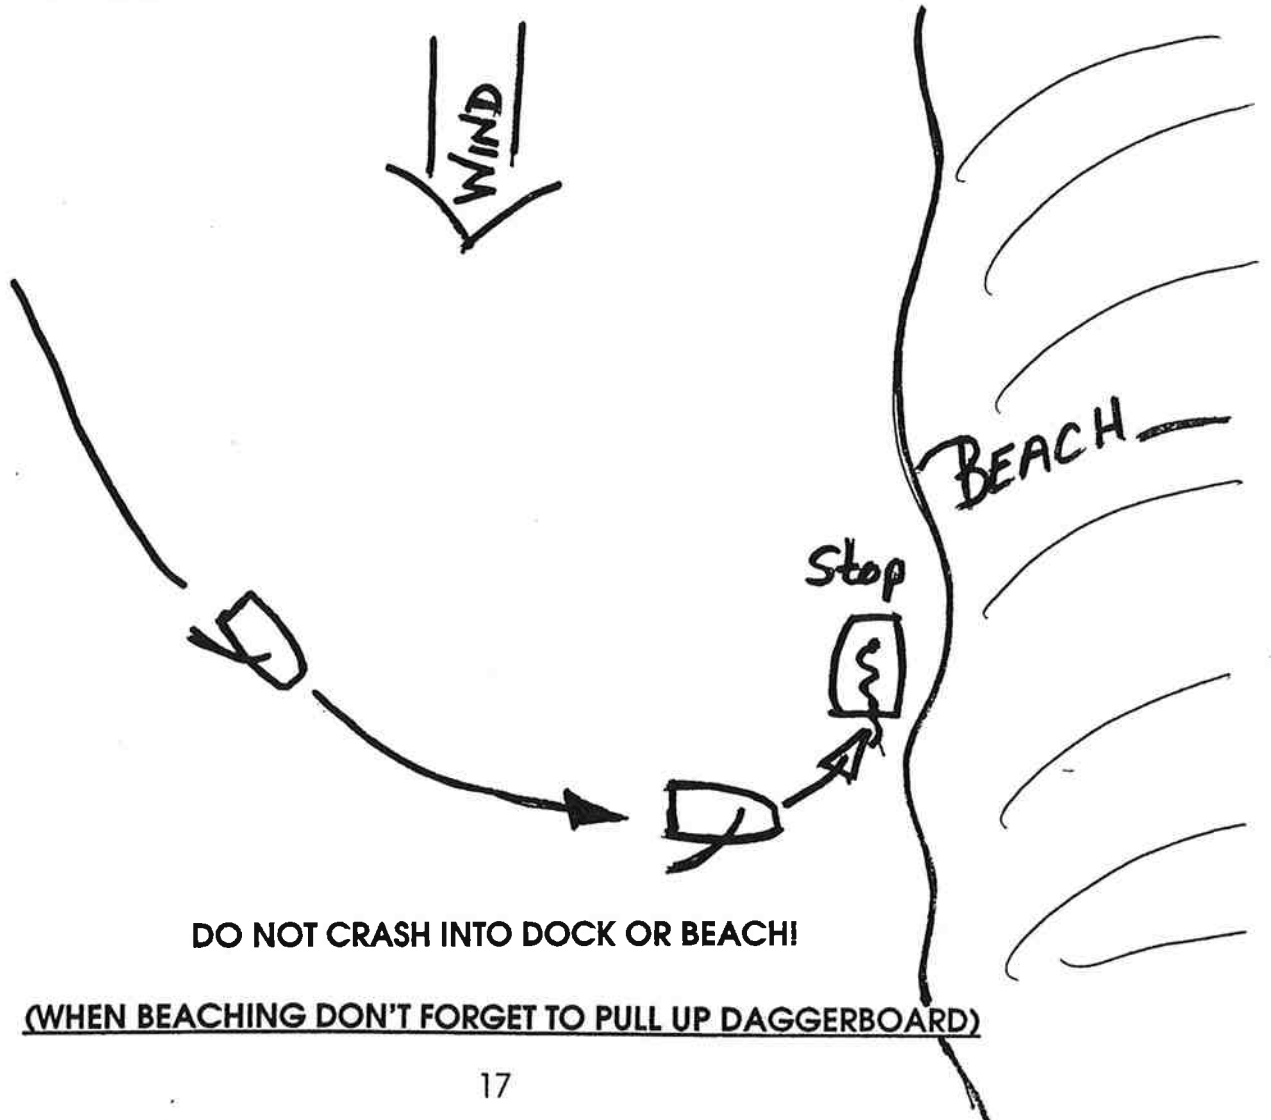 WIND
BEACH
Stop
DO NOT CRASH INTO DOCK OR BEACH!
(WHEN BEACHING DON'T FORGET TO PULL UP DAGGERBOARD)
17